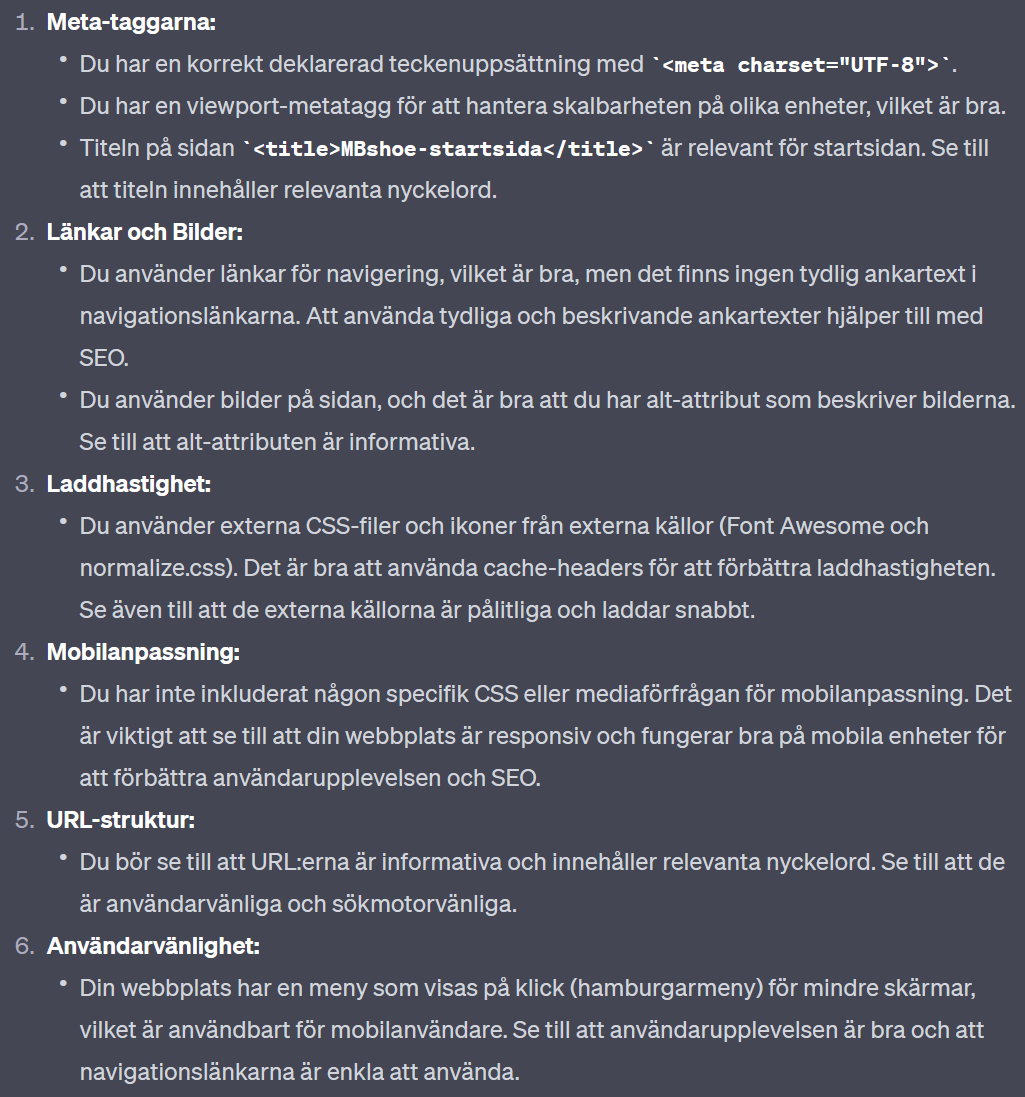 1. Meta-taggarna:
• Du har en korrekt deklarerad teckenuppsättning med `<meta charset="UTF-8">`.
• Du har en viewport-metatagg för att hantera skalbarheten på olika enheter, vilket är bra.
• Titeln på sidan `<title>MBshoe-startsida</title>` är relevant för startsidan. Se till
att titeln innehåller relevanta nyckelord.
2. Länkar och Bilder:
• Du använder länkar för navigering, vilket är bra, men det finns ingen tydlig ankartext i
navigationslänkarna. Att använda tydliga och beskrivande ankartexter hjälper till med
SEO.
• Du använder bilder på sidan, och det är bra att du har alt-attribut som beskriver bilderna.
Se till att alt-attributen är informativa.
3. Laddhastighet:
• Du använder externa CSS-filer och ikoner från externa källor (Font Awesome och
normalize.css). Det är bra att använda cache-headers för att förbättra laddhastigheten.
Se även till att de externa källorna är pålitliga och laddar snabbt.
4. Mobilanpassning:
• Du har inte inkluderat någon specifik CSS eller mediaförfrågan för mobilanpassning. Det
är viktigt att se till att din webbplats är responsiv och fungerar bra på mobila enheter för
att förbättra användarupplevelsen och SEO.
5. URL-struktur:
• Du bör se till att URL:erna är informativa och innehåller relevanta nyckelord. Se till att de
är användarvänliga och sökmotorvänliga.
6. Användarvänlighet:
• Din webbplats har en meny som visas på klick (hamburgarmeny) för mindre skärmar,
vilket är användbart för mobilanvändare. Se till att användarupplevelsen är bra och att
navigationslänkarna är enkla att använda.